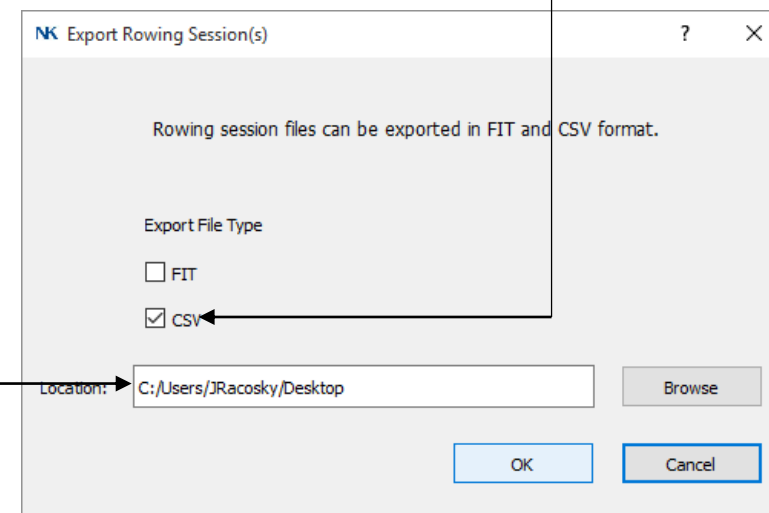 NK Export Rowing Session(s) ?
Rowing session files can be exported in FIT and CSV format.
Export File Type
FIT
CSV
Location: C:/Users/JRacosky/Desktop Browse
OK Cancel